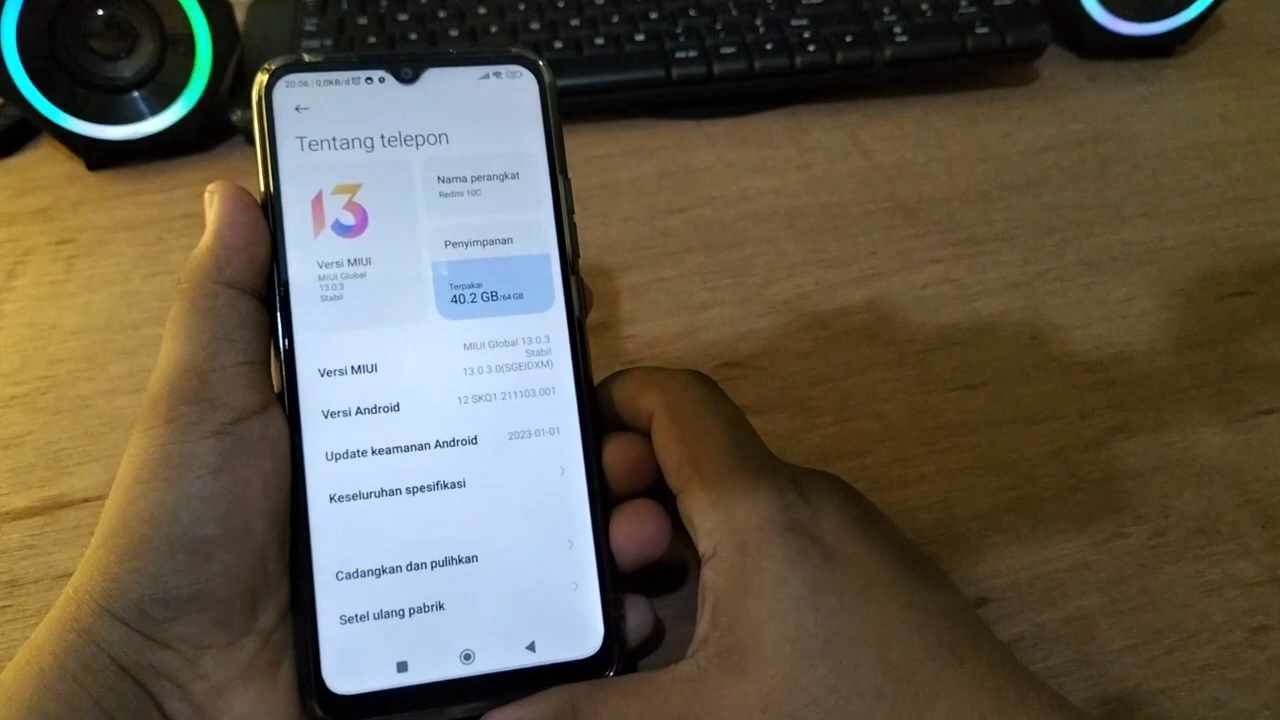 20.06 | 0,0KB/d
Tentang telepon
13
Versi MIUI
MIUI Global
13.0.3
Stabil
Nama perangkat
Redmi 10C
Penyimpanan
Terpakai
40.2 GB/64 GB
Versi MIUI
MIUI Global 13.0.3
Stabil
13.0.3.0(SGEIDXM)
Versi Android
12 SKQ1.211103.001
Update keamanan Android
2023-01-01
Keseluruhan spesifikasi
Cadangkan dan pulihkan
Setel ulang pabrik